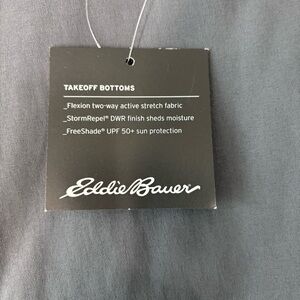 TAKEOFF BOTTOMS
_Flexion two-way active stretch fabric
_StormRepel® DWR finish sheds moisture
_FreeShade® UPF 50+ sun protection
Eddie Bauer